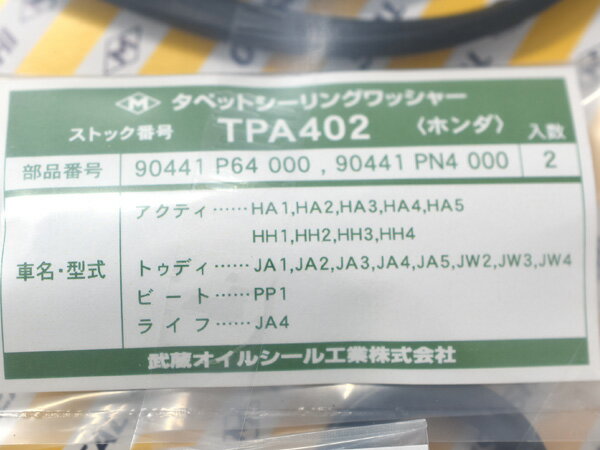 M タペットシーリングワッシャー
ストック番号 TPA402 〈ホンダ〉 入数
部品番号 90441 P64 000 , 90441 PN4 000 2
車名・型式
アクティ……HA1,HA2,HA3,HA4,HA5
HH1,HH2,HH3,HH4
トゥディ……JA1,JA2,JA3,JA4,JA5,JW2,JW3,JW4
ビート……PP1
ライフ……JA4
武蔵オイルシール工業株式会社